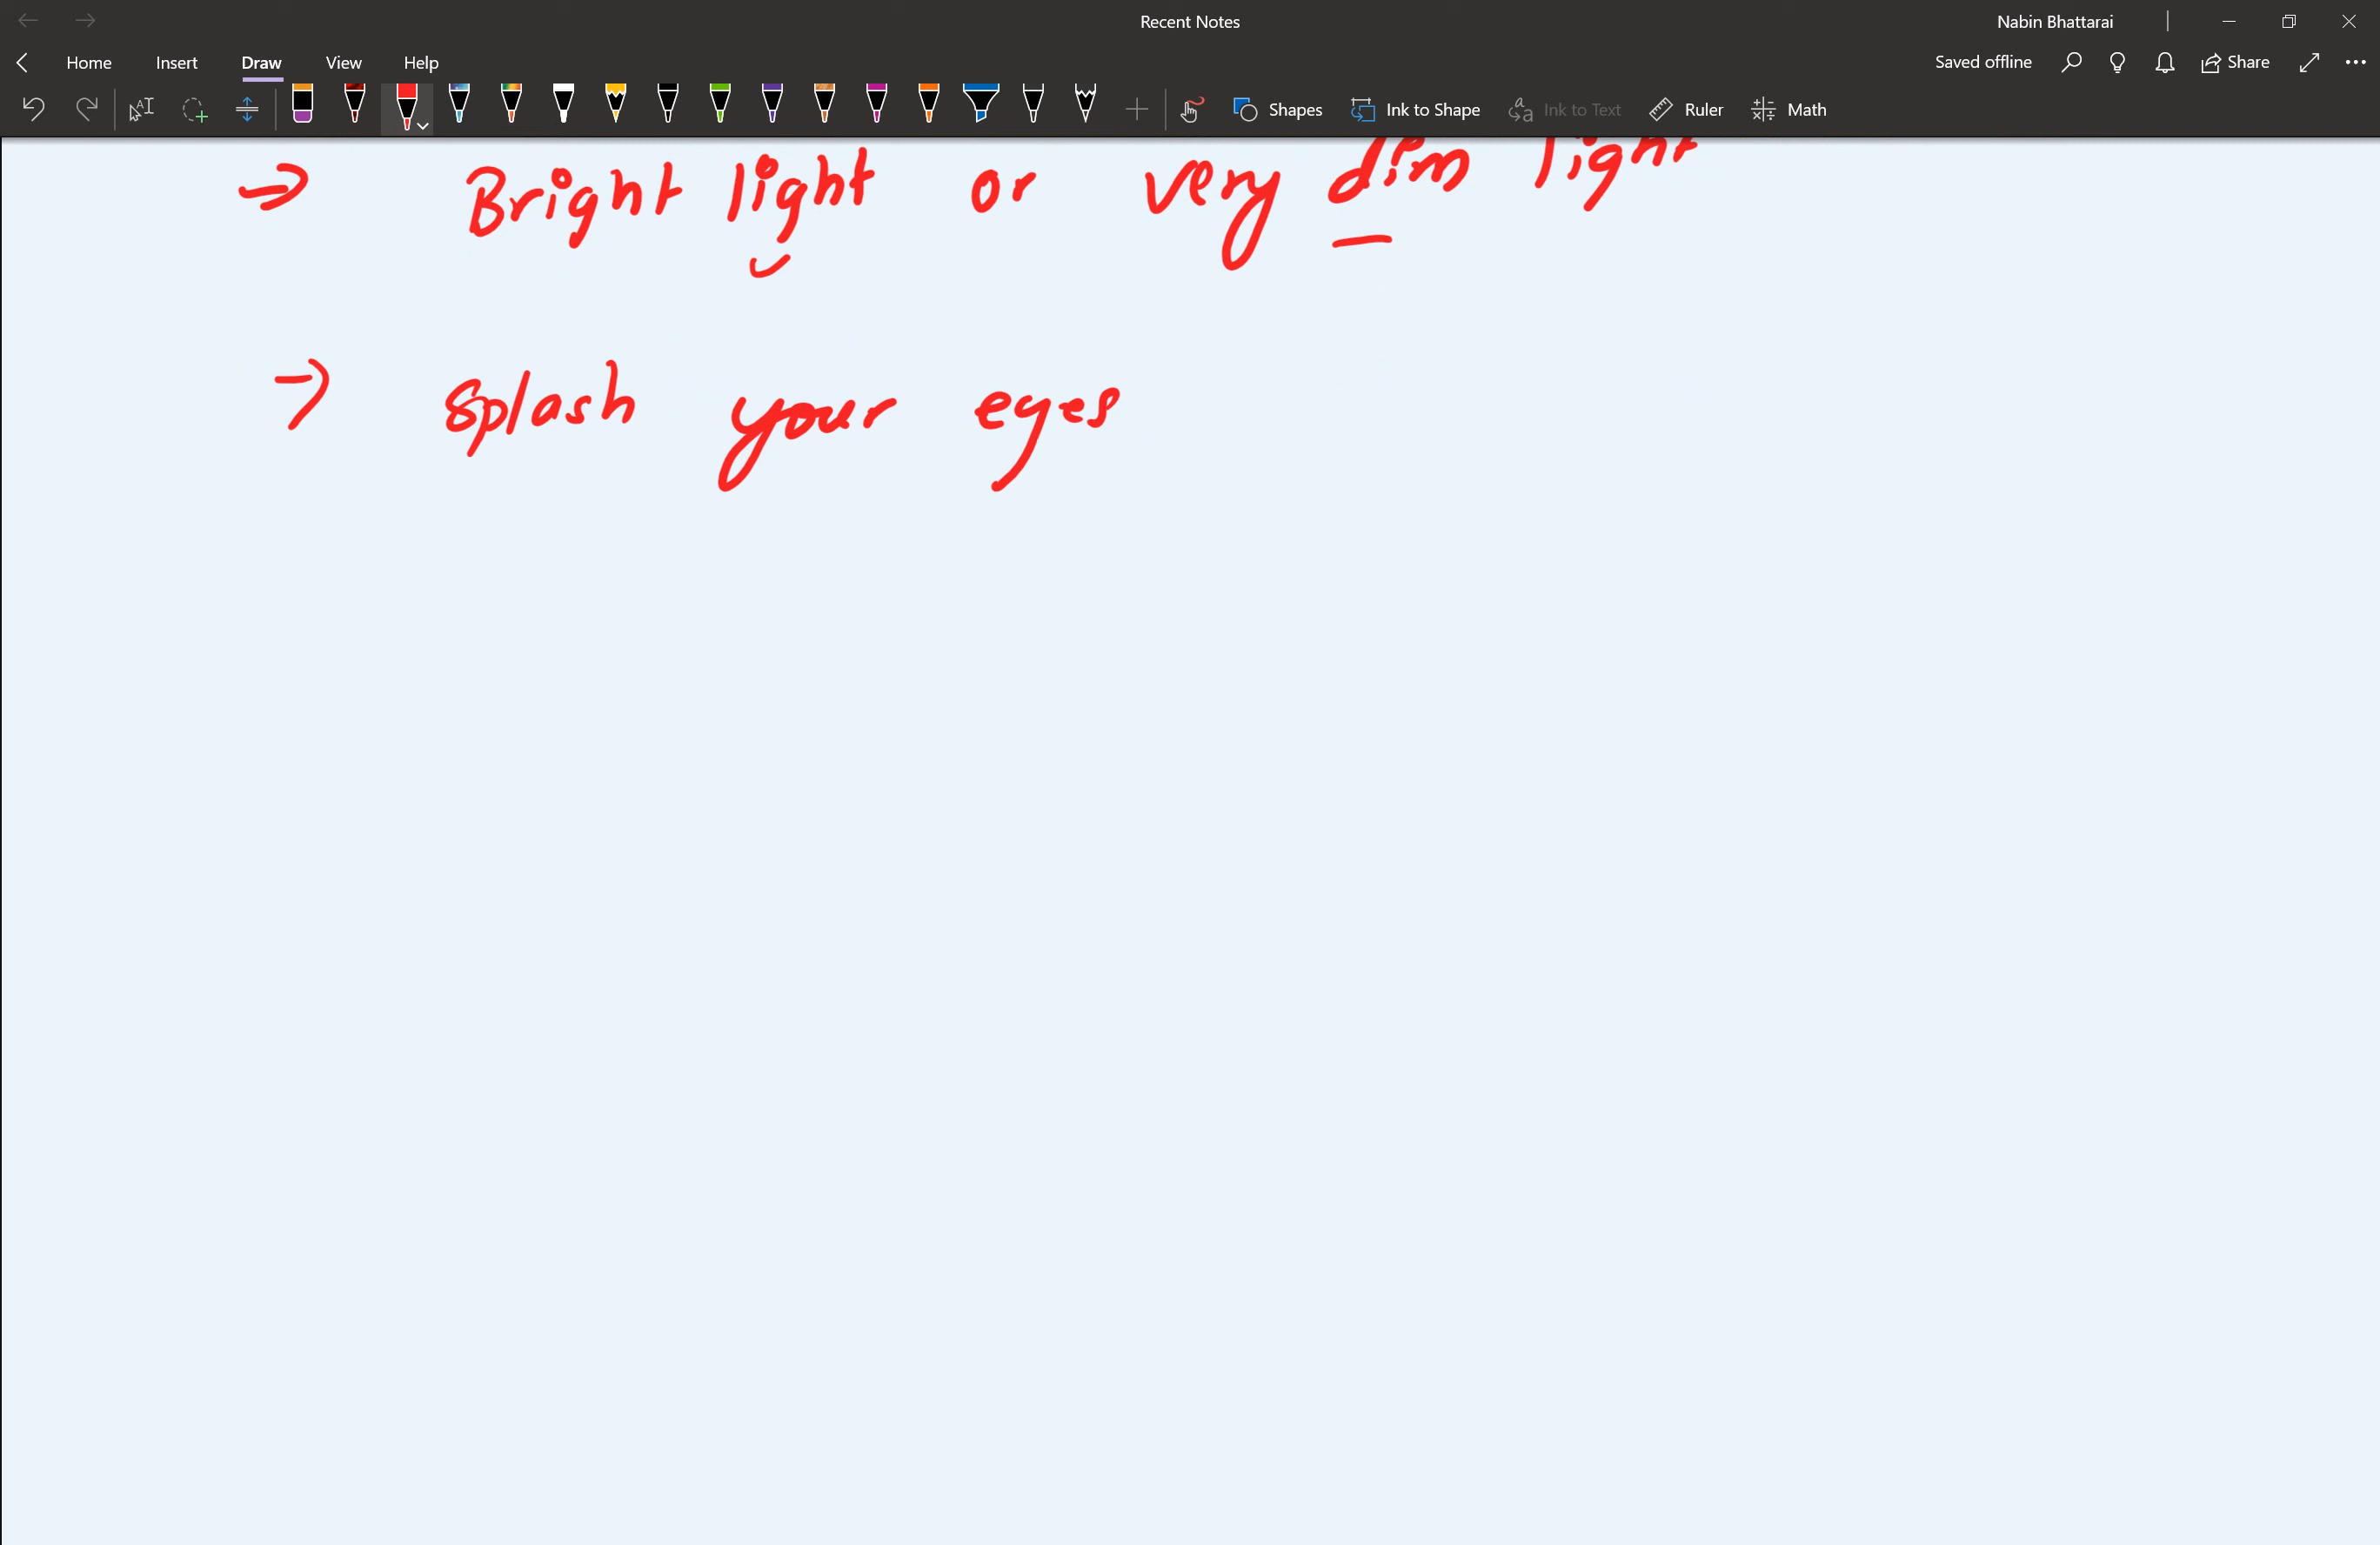 Recent Notes Nabin Bhattarai
Home Insert Draw View Help Saved offline Share
Shapes Ink to Shape Ink to Text Ruler Math
⇒ Bright light or very dim light
→ splash your eyes